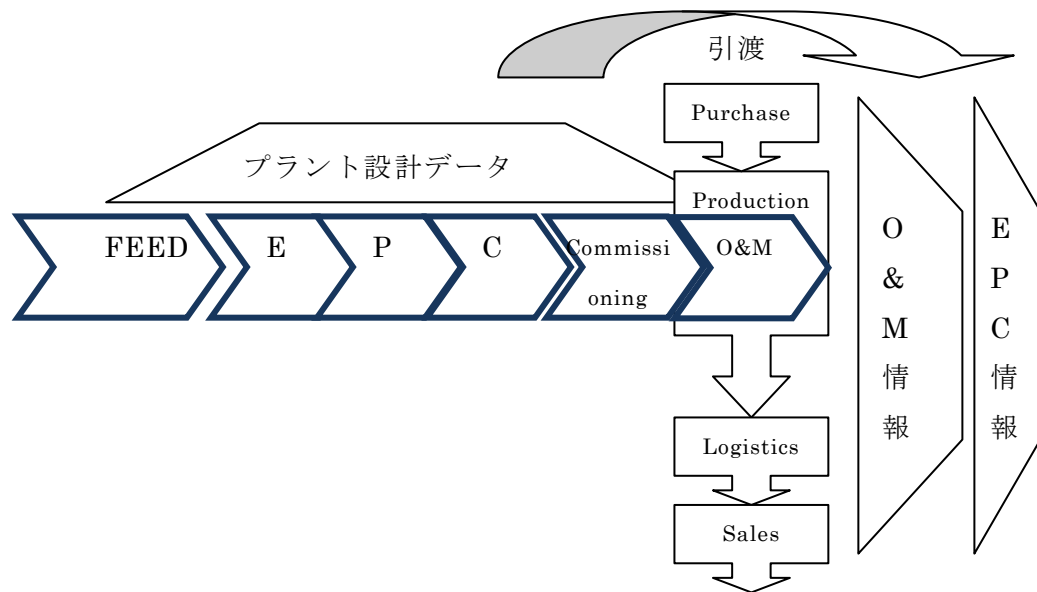 引渡
Purchase
プラント設計データ
Production
FEED
E
P
C
Commissi
oning
O&M
Logistics
Sales
O
&
M
情
報
E
P
C
情
報